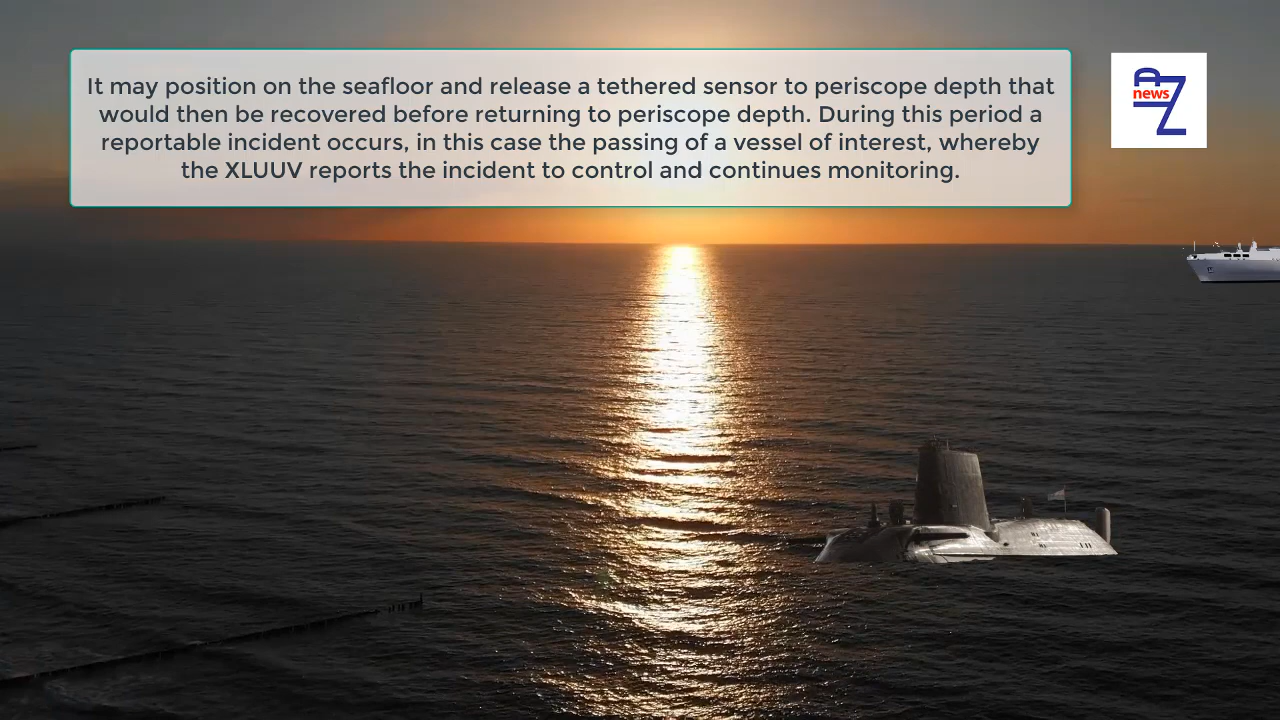 It may position on the seafloor and release a tethered sensor to periscope depth that
would then be recovered before returning to periscope depth. During this period a
reportable incident occurs, in this case the passing of a vessel of interest, whereby
the XLUUV reports the incident to control and continues monitoring.
A
news
Z